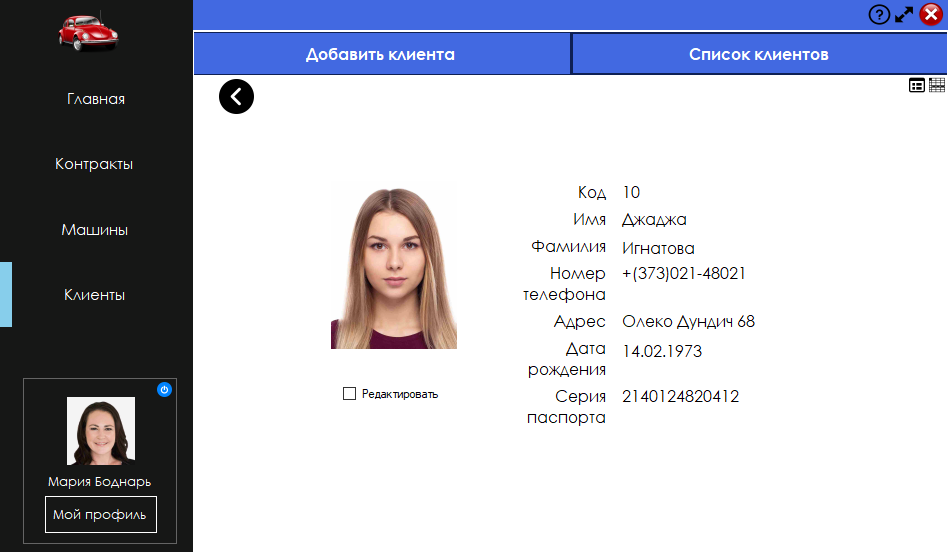 ?
Добавить клиента
Список клиентов
Главная
Контракты
Машины
Клиенты
Код 10
Имя Джаджа
Фамилия Игнатова
Номер
телефона +(373)021-48021
Адрес Олеко Дундич 68
Дата
рождения 14.02.1973
Серия
паспорта 2140124820412
Редактировать
Мария Боднарь
Мой профиль